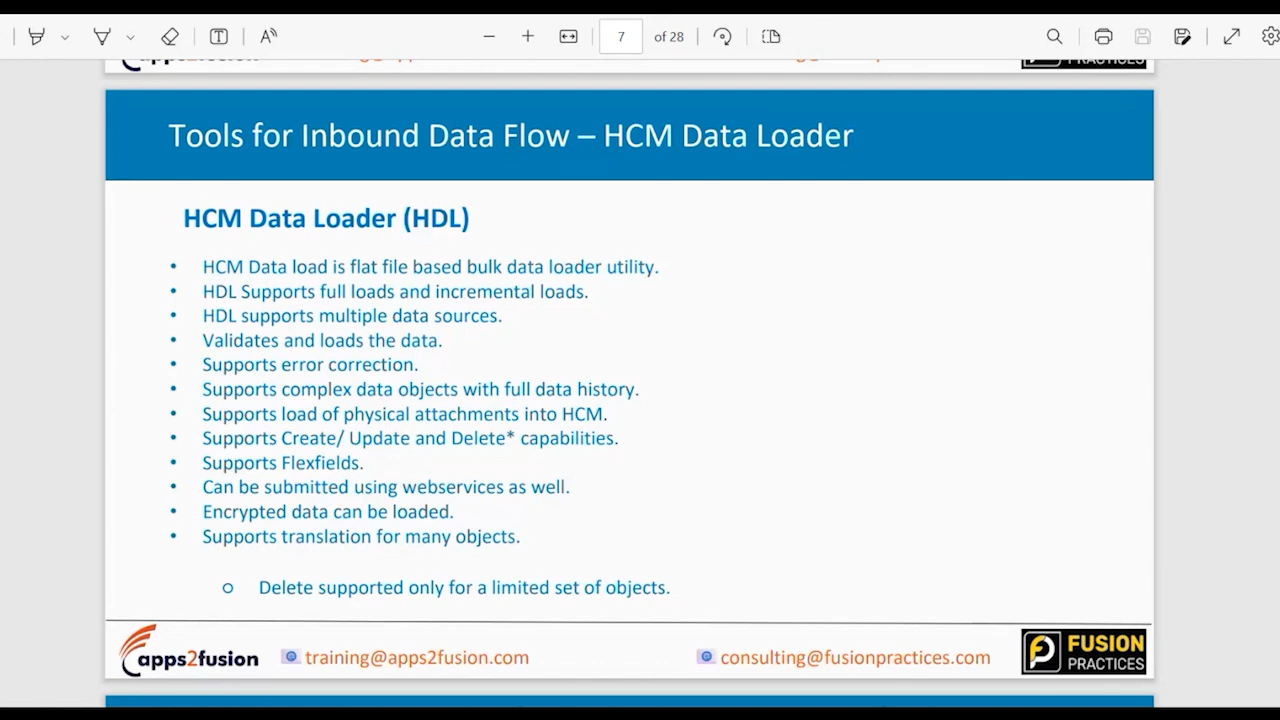 7 of 28
Tools for Inbound Data Flow – HCM Data Loader
HCM Data Loader (HDL)
• HCM Data load is flat file based bulk data loader utility.
• HDL Supports full loads and incremental loads.
• HDL supports multiple data sources.
• Validates and loads the data.
• Supports error correction.
• Supports complex data objects with full data history.
• Supports load of physical attachments into HCM.
• Supports Create/ Update and Delete* capabilities.
• Supports Flexfields.
• Can be submitted using webservices as well.
• Encrypted data can be loaded.
• Supports translation for many objects.
o Delete supported only for a limited set of objects.
apps2fusion training@apps2fusion.com consulting@fusionpractices.com FUSION
PRACTICES